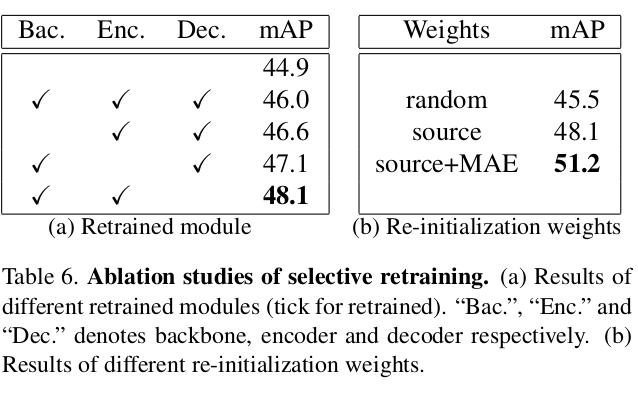 Bac. Enc. Dec. mAP
44.9
✓ ✓ ✓ 46.0
✓ ✓ 46.6
✓ ✓ 47.1
✓ ✓ 48.1
(a) Retrained module
Weights mAP
random 45.5
source 48.1
source+MAE 51.2
(b) Re-initialization weights
Table 6. Ablation studies of selective retraining. (a) Results of
different retrained modules (tick for retrained). “Bac.”, “Enc.” and
“Dec.” denotes backbone, encoder and decoder respectively. (b)
Results of different re-initialization weights.